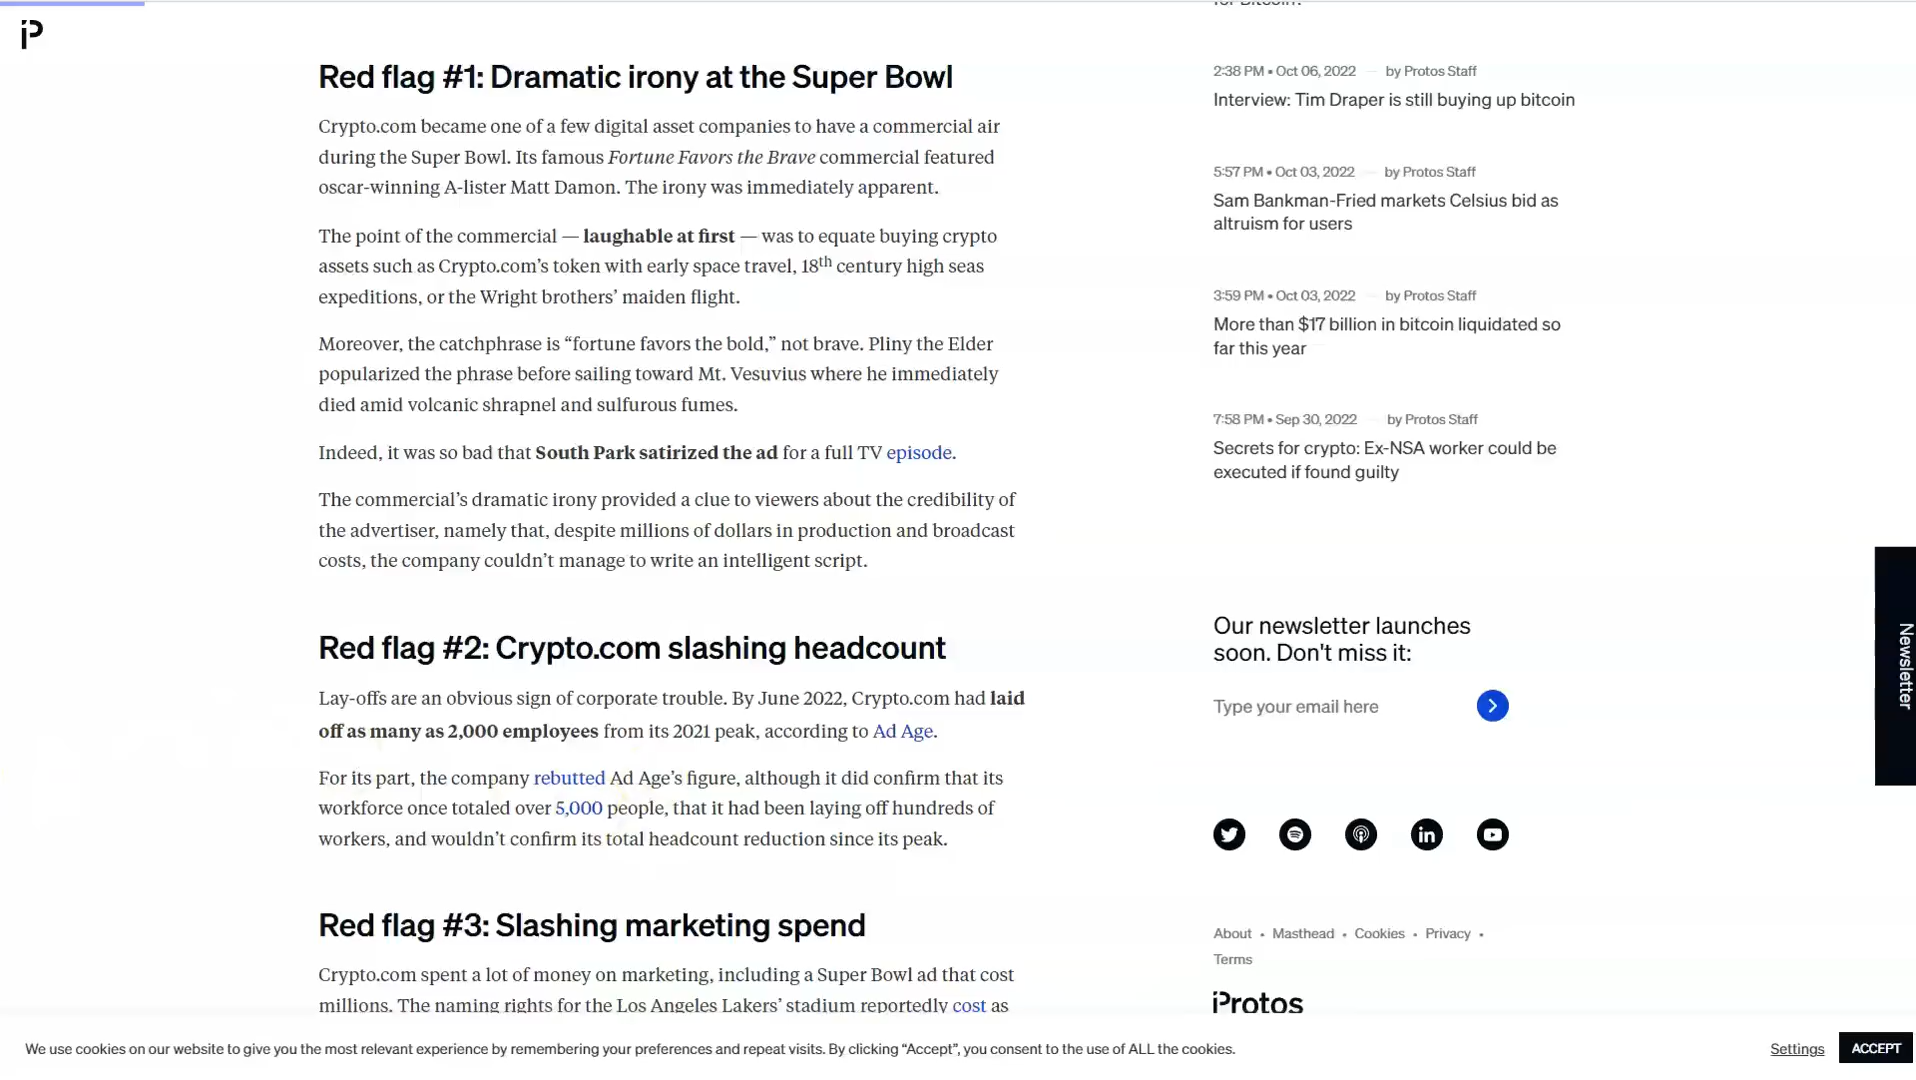 Red flag #1: Dramatic irony at the Super Bowl
Crypto.com became one of a few digital asset companies to have a commercial air
during the Super Bowl. Its famous Fortune Favors the Brave commercial featured
oscar-winning A-lister Matt Damon. The irony was immediately apparent.
The point of the commercial — laughable at first — was to equate buying crypto
assets such as Crypto.com’s token with early space travel, 18th century high seas
expeditions, or the Wright brothers’ maiden flight.
Moreover, the catchphrase is “fortune favors the bold,” not brave. Pliny the Elder
popularized the phrase before sailing toward Mt. Vesuvius where he immediately
died amid volcanic shrapnel and sulfurous fumes.
Indeed, it was so bad that South Park satirized the ad for a full TV episode.
The commercial’s dramatic irony provided a clue to viewers about the credibility of
the advertiser, namely that, despite millions of dollars in production and broadcast
costs, the company couldn’t manage to write an intelligent script.
Red flag #2: Crypto.com slashing headcount
Lay-offs are an obvious sign of corporate trouble. By June 2022, Crypto.com had laid
off as many as 2,000 employees from its 2021 peak, according to Ad Age.
For its part, the company rebutted Ad Age’s figure, although it did confirm that its
workforce once totaled over 5,000 people, that it had been laying off hundreds of
workers, and wouldn’t confirm its total headcount reduction since its peak.
Red flag #3: Slashing marketing spend
Crypto.com spent a lot of money on marketing, including a Super Bowl ad that cost
millions. The naming rights for the Los Angeles Lakers’ stadium reportedly cost as
for Bitcoin?
2:38 PM • Oct 06, 2022 — by Protos Staff
Interview: Tim Draper is still buying up bitcoin
5:57 PM • Oct 03, 2022 — by Protos Staff
Sam Bankman-Fried markets Celsius bid as
altruism for users
3:59 PM • Oct 03, 2022 — by Protos Staff
More than $17 billion in bitcoin liquidated so
far this year
7:58 PM • Sep 30, 2022 — by Protos Staff
Secrets for crypto: Ex-NSA worker could be
executed if found guilty
Our newsletter launches
soon. Don't miss it:
Type your email here
Newsletter
in
About • Masthead • Cookies • Privacy •
Terms
Protos
We use cookies on our website to give you the most relevant experience by remembering your preferences and repeat visits. By clicking “Accept”, you consent to the use of ALL the cookies.
Settings
ACCEPT